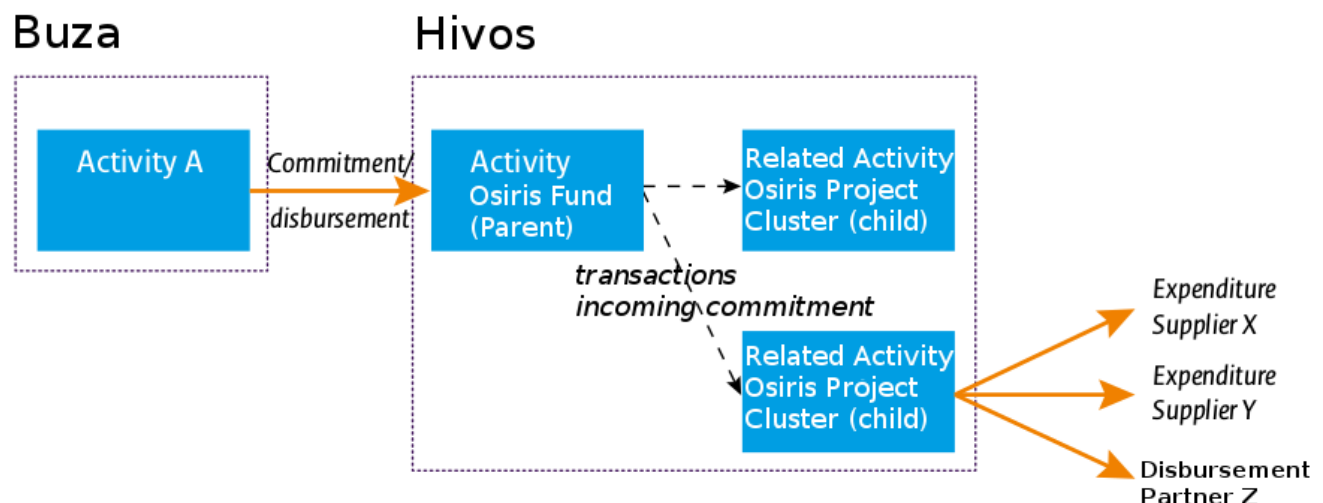 Buza
Hivos
Activity A
Commitment/
disbursement
Activity
Osiris Fund
(Parent)
Related Activity
Osiris Project
Cluster (child)
transactions
incoming commitment
Related Activity
Osiris Project
Cluster (child)
Expenditure
Supplier X
Expenditure
Supplier Y
Disbursement
Partner Z